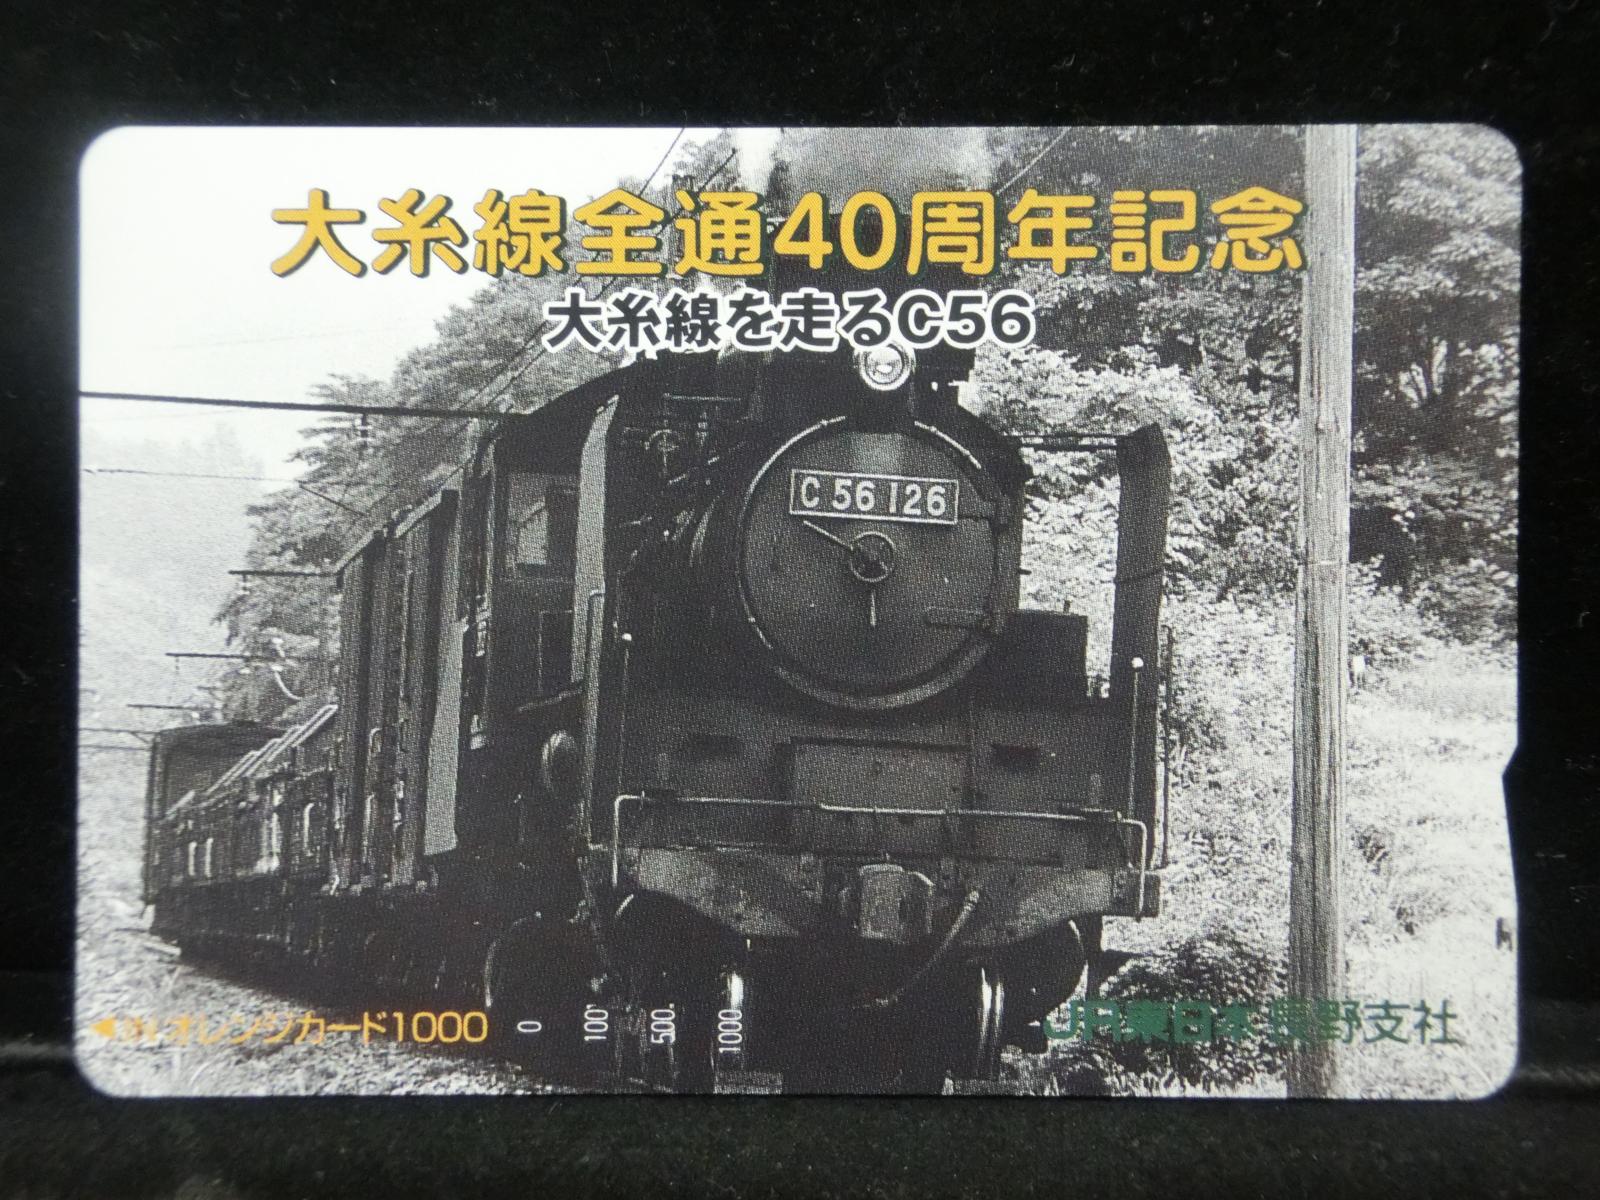 大糸線全通40周年記念
大糸線を走るC56
C 56 126
◀IN オレンジカード1000 0 100 500 1000 JR東日本 長野支社